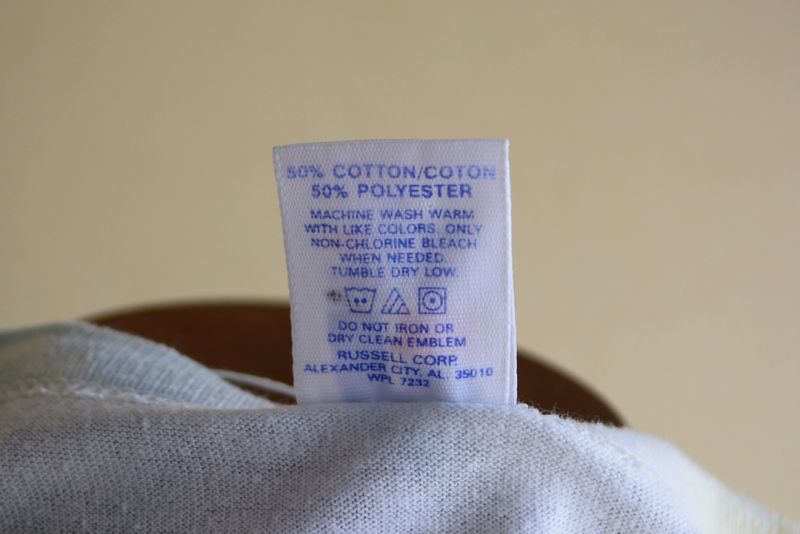 50% COTTON/COTON
50% POLYESTER
MACHINE WASH WARM
WITH LIKE COLORS. ONLY
NON-CHLORINE BLEACH
WHEN NEEDED.
TUMBLE DRY LOW.
DO NOT IRON OR
DRY CLEAN EMBLEM
RUSSELL CORP.
ALEXANDER CITY, AL. 35010
WPL 7232